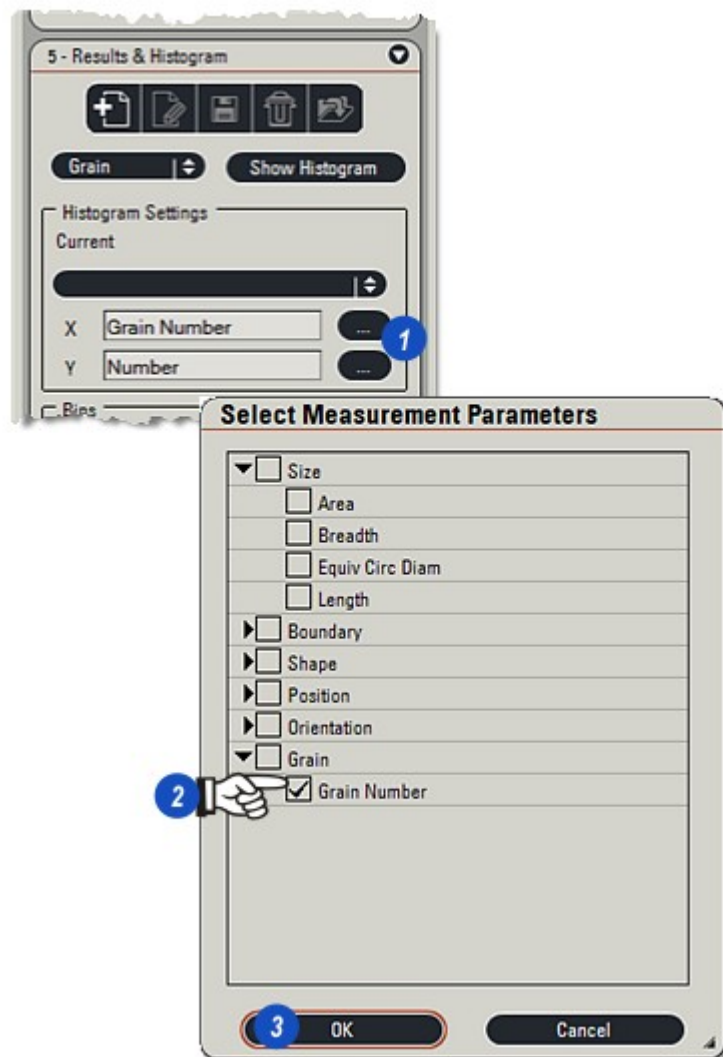 5 - Results & Histogram
Grain Show Histogram
Histogram Settings
Current
X Grain Number ... 1
Y Number ...
Bins
Select Measurement Parameters
Size
Area
Breadth
Equiv Circ Diam
Length
Boundary
Shape
Position
Orientation
Grain
2 Grain Number
3 OK Cancel